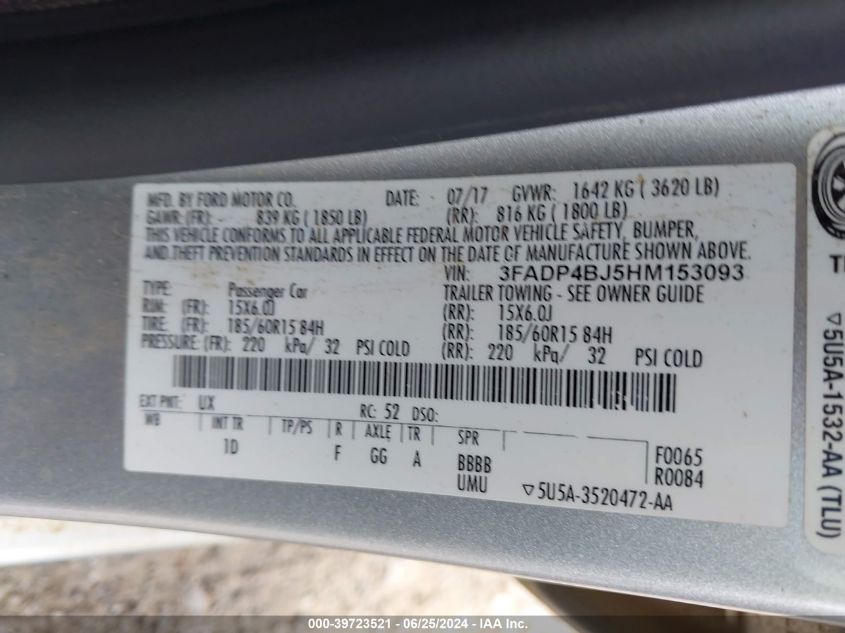 MFD. BY FORD MOTOR CO. DATE: 07/17 GVWR: 1642 KG ( 3620 LB)
GAWR: (FR): 839 KG ( 1850 LB) (RR): 816 KG ( 1800 LB)
THIS VEHICLE CONFORMS TO ALL APPLICABLE FEDERAL MOTOR VEHICLE SAFETY, BUMPER,
AND THEFT PREVENTION STANDARDS IN EFFECT ON THE DATE OF MANUFACTURE SHOWN ABOVE.
VIN: 3FADP4BJ5HM153093
TYPE: Passenger Car TRAILER TOWING - SEE OWNER GUIDE
RIM: (FR): 15X6.0J (RR): 15X6.0J
TIRE: (FR): 185/60R15 84H (RR): 185/60R15 84H
PRESSURE: (FR): 220 kPa/ 32 PSI COLD (RR): 220 kPa/ 32 PSI COLD
EXT PNT: UX RC: 52 DSO:
WB INT TR TP/PS R AXLE TR SPR
1D F GG A BBBB F0065
UMU R0084
▽5U5A-3520472-AA
▽5U5A-1532-AA (TLU)
000-39723521 - 06/25/2024 - IAA Inc.